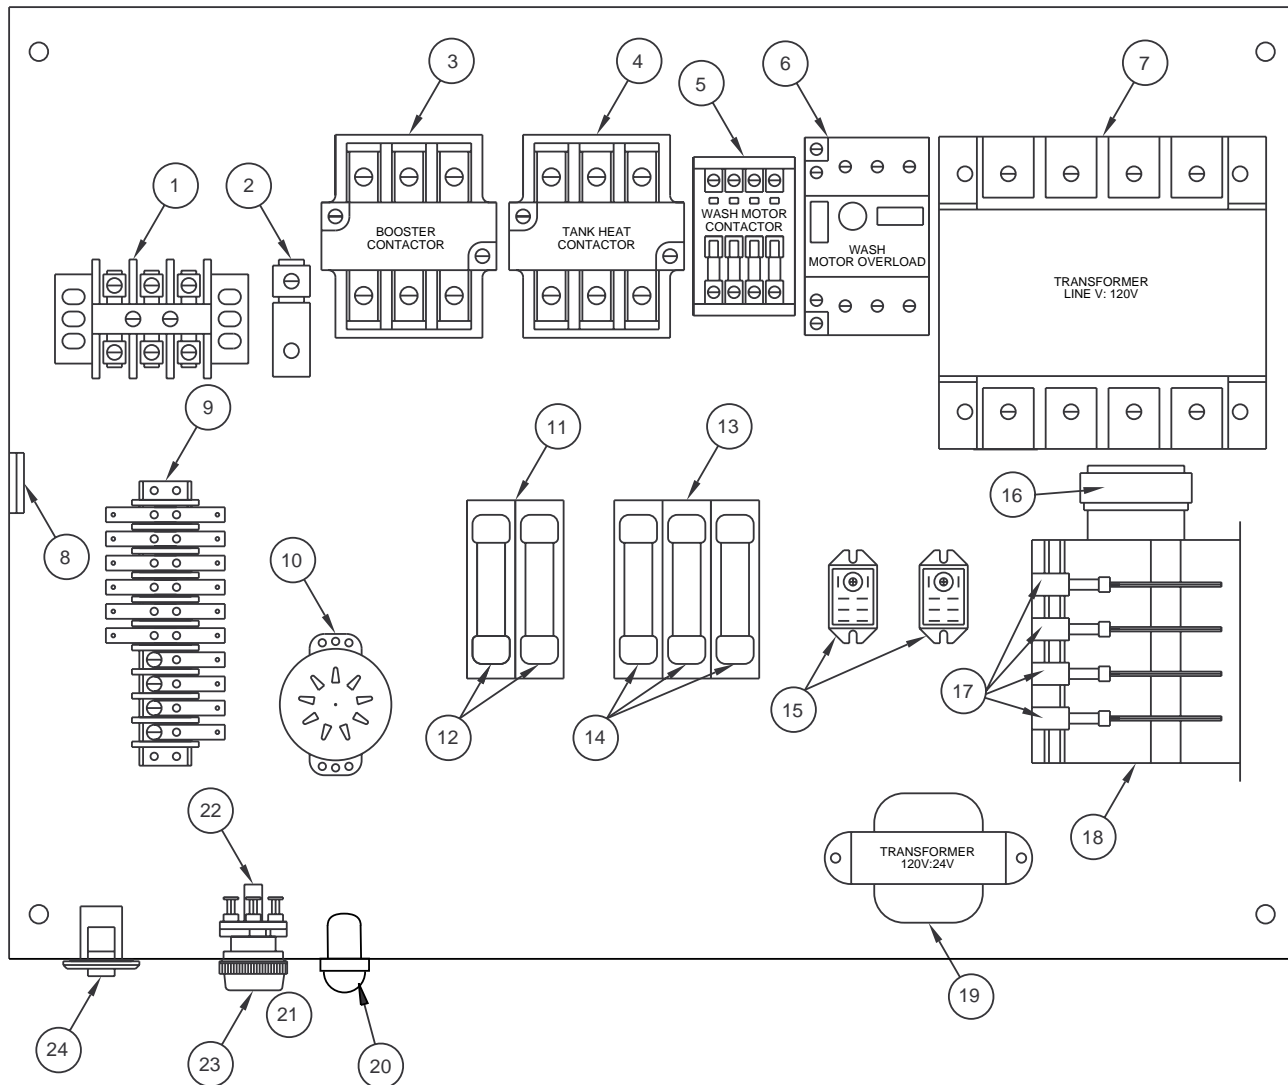 3
4
5
6
7
1
2
BOOSTER
CONTACTOR
TANK HEAT
CONTACTOR
WASH MOTOR
CONTACTOR
WASH
MOTOR OVERLOAD
TRANSFORMER
LINE V: 120V
9
11
13
16
8
10
17
12
14
15
22
18
TRANSFORMER
120V:24V
19
21
24
23
20